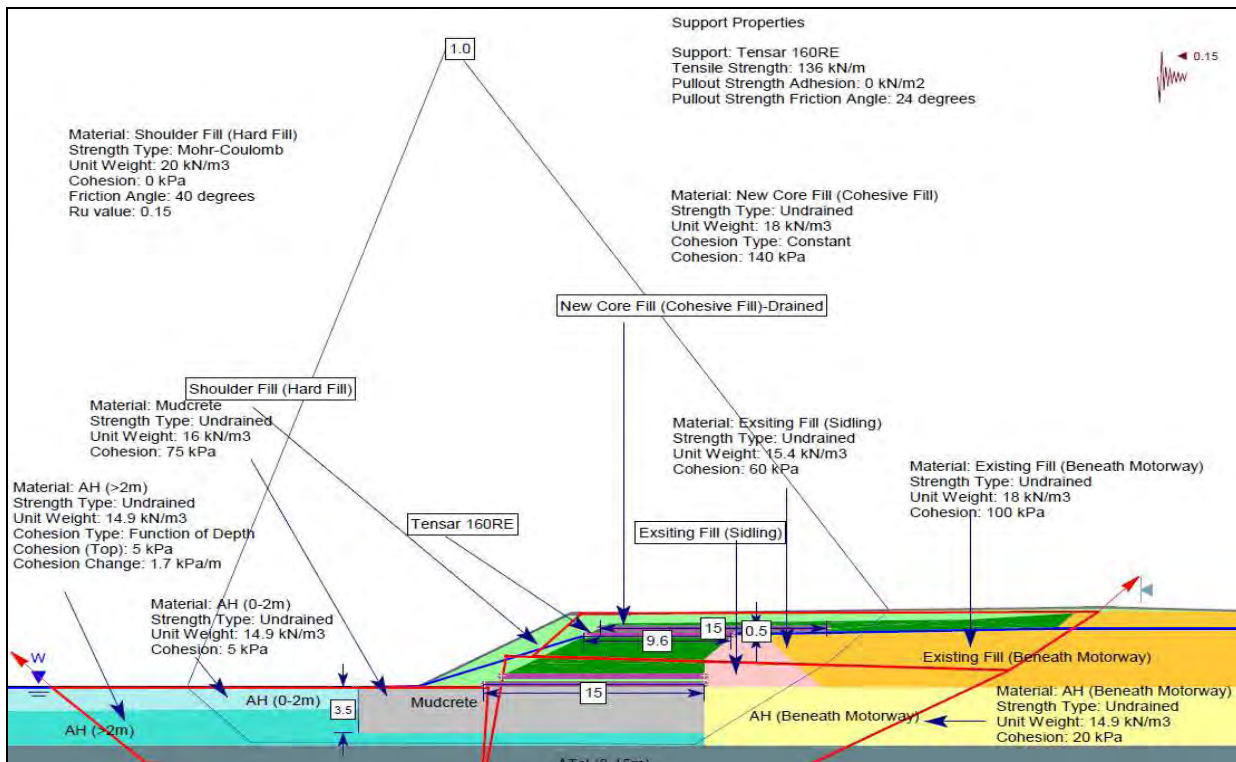 Support Properties
Support: Tensar 160RE
Tensile Strength: 136 kN/m
Pullout Strength Adhesion: 0 kN/m2
Pullout Strength Friction Angle: 24 degrees
1.0
0.15
Material: Shoulder Fill (Hard Fill)
Strength Type: Mohr-Coulomb
Unit Weight: 20 kN/m3
Cohesion: 0 kPa
Friction Angle: 40 degrees
Ru value: 0.15
Material: New Core Fill (Cohesive Fill)
Strength Type: Undrained
Unit Weight: 18 kN/m3
Cohesion Type: Constant
Cohesion: 140 kPa
New Core Fill (Cohesive Fill)-Drained
Shoulder Fill (Hard Fill)
Material: Mudcrete
Strength Type: Undrained
Unit Weight: 16 kN/m3
Cohesion: 75 kPa
Material: Exsiting Fill (Sidling)
Strength Type: Undrained
Unit Weight: 15.4 kN/m3
Cohesion: 60 kPa
Material: Existing Fill (Beneath Motorway)
Strength Type: Undrained
Unit Weight: 18 kN/m3
Cohesion: 100 kPa
Material: AH (>2m)
Strength Type: Undrained
Unit Weight: 14.9 kN/m3
Cohesion Type: Function of Depth
Cohesion (Top): 5 kPa
Cohesion Change: 1.7 kPa/m
Tensar 160RE
Exsiting Fill (Sidling)
Material: AH (0-2m)
Strength Type: Undrained
Unit Weight: 14.9 kN/m3
Cohesion: 5 kPa
15
9.6
0.5
W
Existing Fill (Beneath Motorway)
15
AH (0-2m)
Mudcrete
3.5
AH (>2m)
AH (Beneath Motorway)
Material: AH (Beneath Motorway)
Strength Type: Undrained
Unit Weight: 14.9 kN/m3
Cohesion: 20 kPa